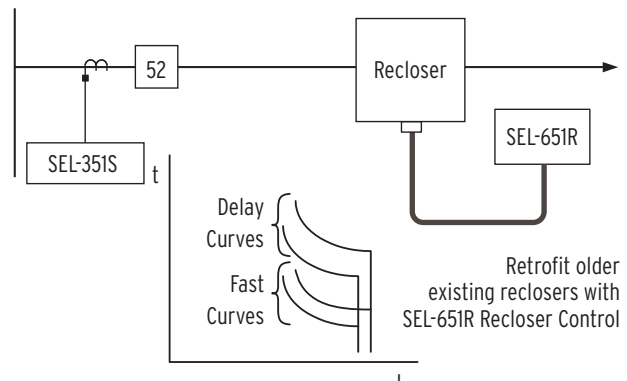 52
Recloser
SEL-351S
SEL-651R
t
Delay
Curves
Fast
Curves
Retrofit older
existing reclosers with
SEL-651R Recloser Control